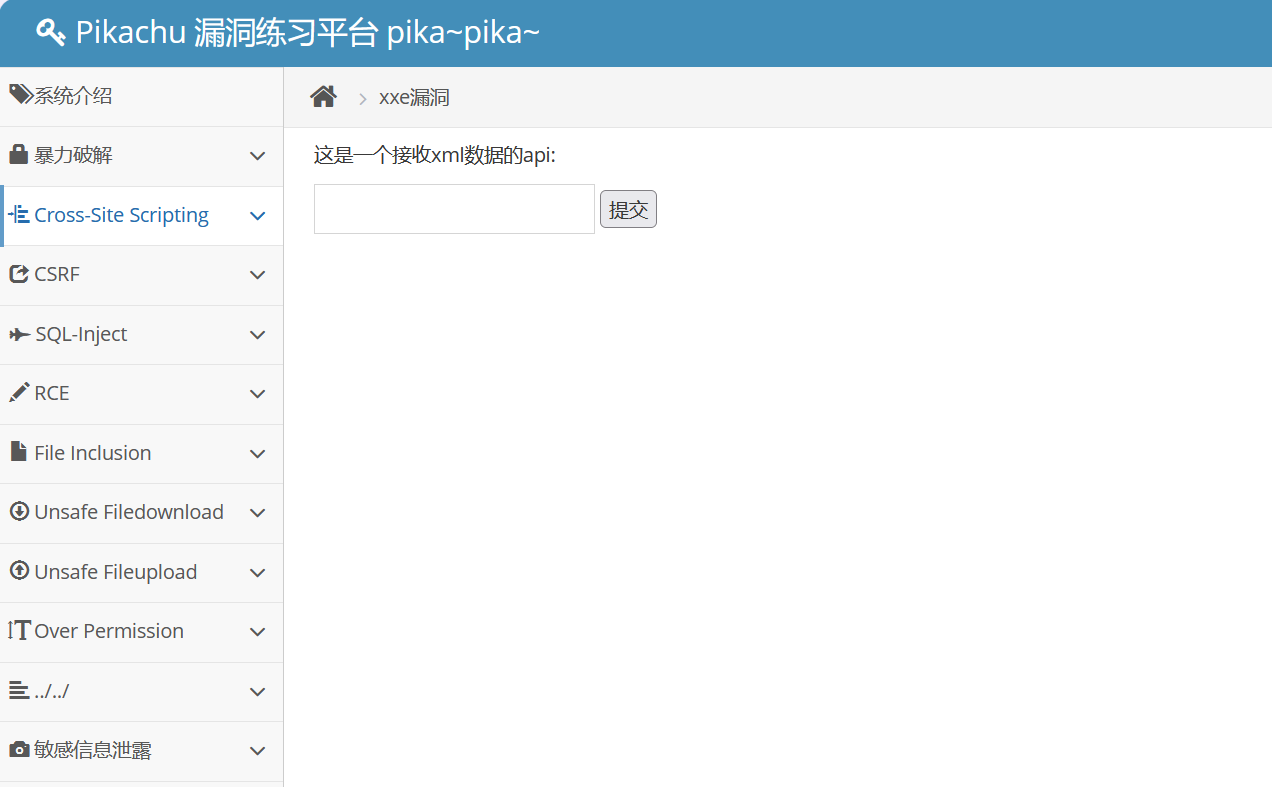 Pikachu 漏洞练习平台 pika~pika~
系统介绍
暴力破解
Cross-Site Scripting
CSRF
SQL-Inject
RCE
File Inclusion
Unsafe Filedownload
Unsafe Fileupload
Over Permission
../../
敏感信息泄露
xxe漏洞
这是一个接收xml数据的api:
提交